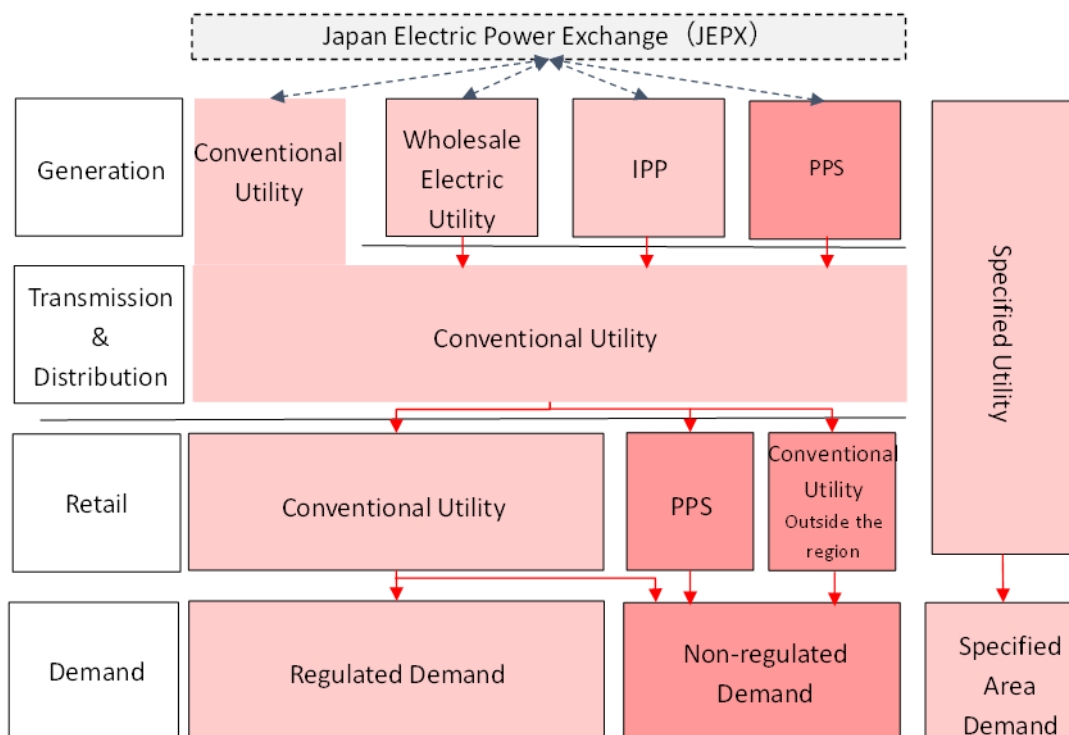 Japan Electric Power Exchange（JEPX）
Generation
Conventional
Utility
Wholesale
Electric
Utility
IPP
PPS
Specified Utility
Transmission
&
Distribution
Conventional Utility
Retail
Conventional Utility
PPS
Conventional
Utility
Outside the
region
Demand
Regulated Demand
Non-regulated
Demand
Specified
Area
Demand